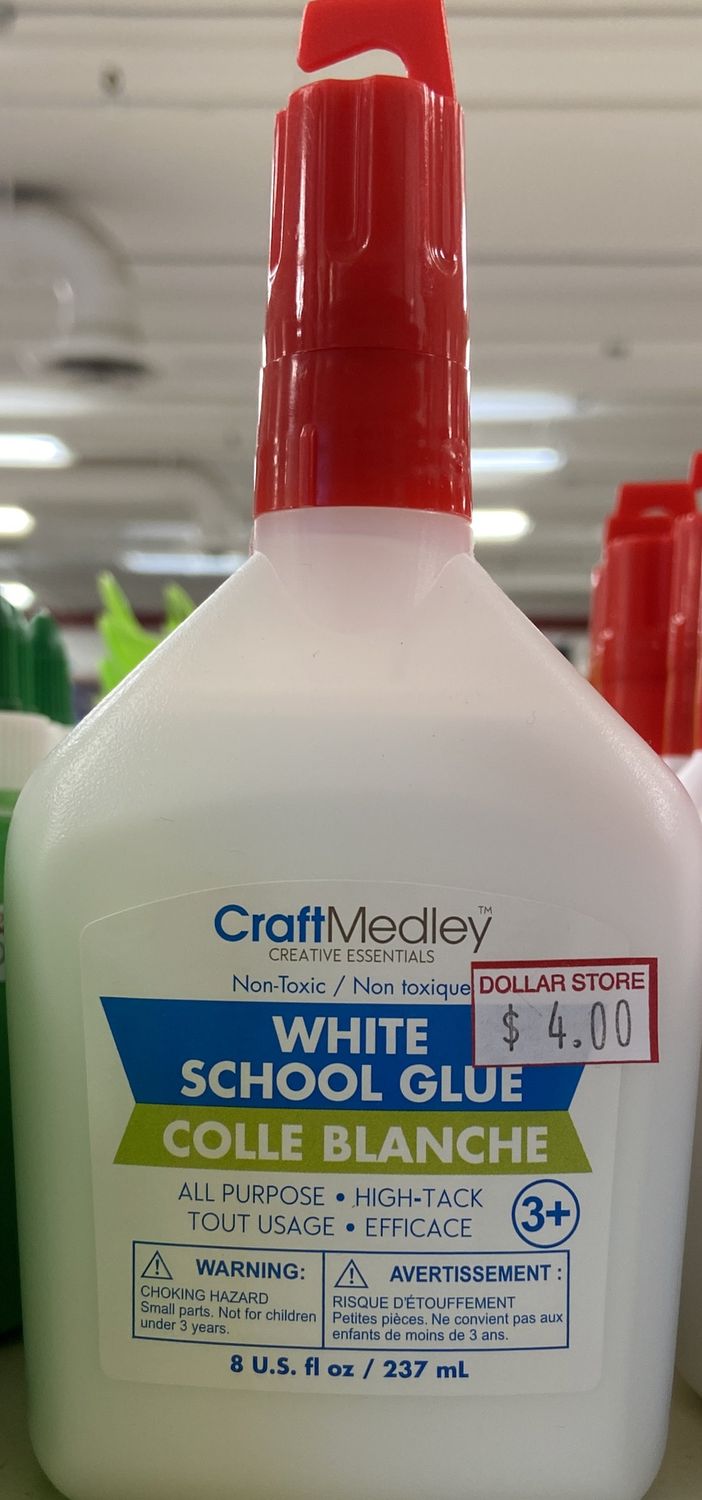 CraftMedley™
CREATIVE ESSENTIALS
Non-Toxic / Non toxique
DOLLAR STORE
$ 4.00
WHITE
SCHOOL GLUE
COLLE BLANCHE
ALL PURPOSE • HIGH-TACK
TOUT USAGE • EFFICACE
3+
WARNING:
CHOKING HAZARD
Small parts. Not for children
under 3 years.
AVERTISSEMENT :
RISQUE D'ÉTOUFFEMENT
Petites pièces. Ne convient pas aux
enfants de moins de 3 ans.
8 U.S. fl oz / 237 mL